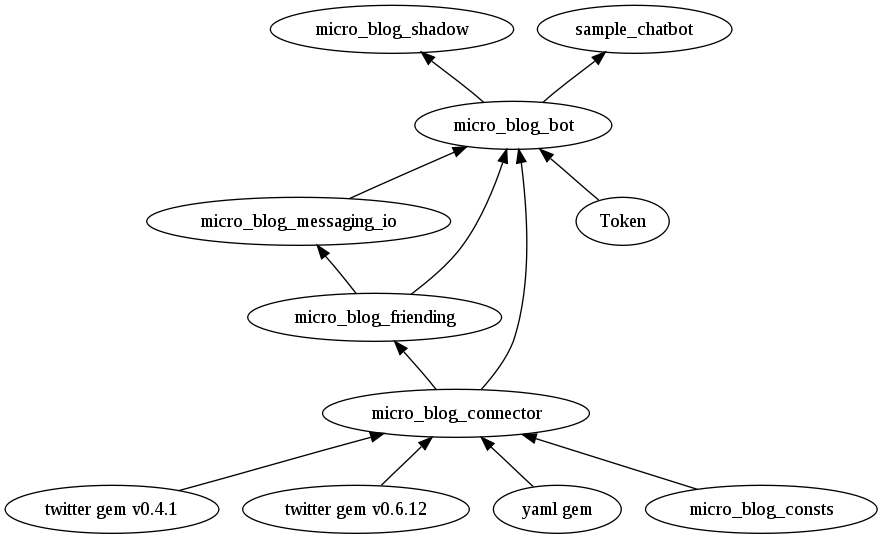 micro_blog_shadow
sample_chatbot
micro_blog_bot
micro_blog_messaging_io
Token
micro_blog_friending
micro_blog_connector
twitter gem v0.4.1
twitter gem v0.6.12
yaml gem
micro_blog_consts